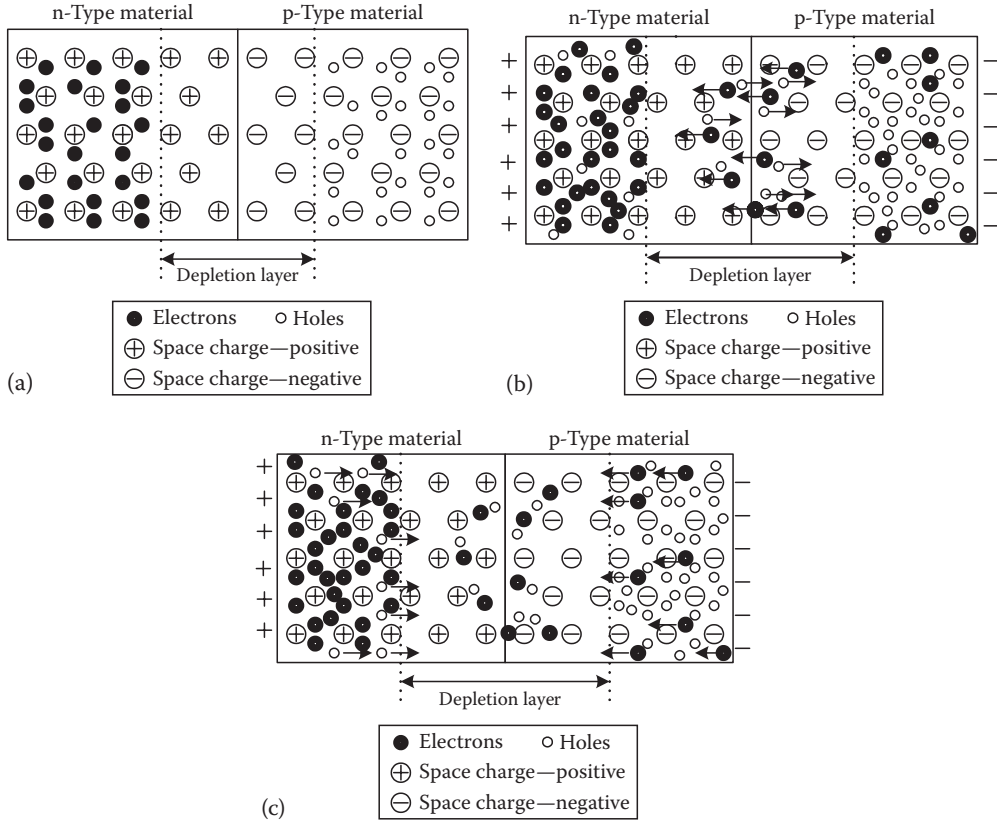 n-Type material p-Type material
Depletion layer
Electrons Holes
Space charge—positive
Space charge—negative
(a)
n-Type material p-Type material
Depletion layer
Electrons Holes
Space charge—positive
Space charge—negative
(b)
n-Type material p-Type material
Depletion layer
Electrons Holes
Space charge—positive
Space charge—negative
(c)